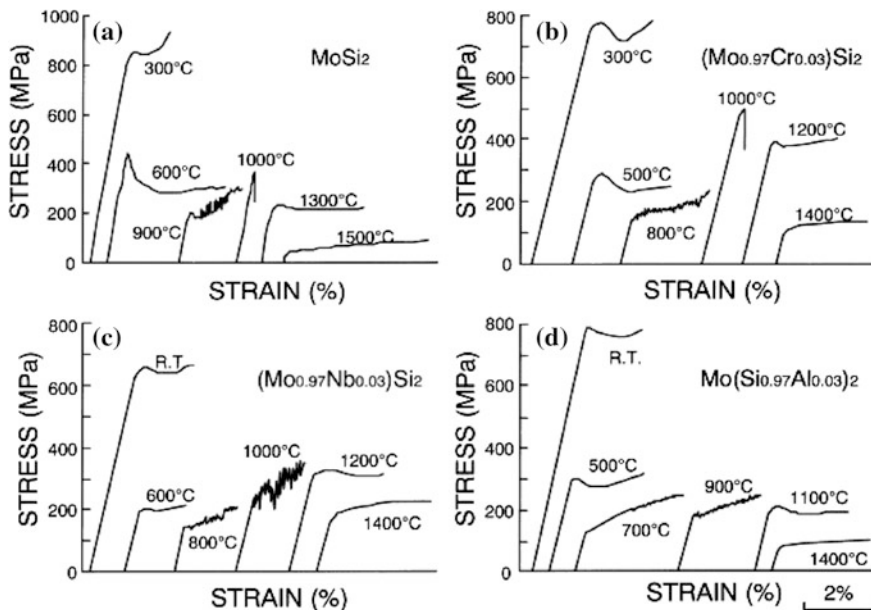 (a)
MoSi2
STRESS (MPa)
1000
800
600
400
200
0
300°C
600°C
900°C
1000°C
1300°C
1500°C
STRAIN (%)
(b)
(Mo0.97Cr0.03)Si2
STRESS (MPa)
800
600
400
200
0
300°C
500°C
800°C
1000°C
1200°C
1400°C
STRAIN (%)
(c)
(Mo0.97Nb0.03)Si2
STRESS (MPa)
800
600
400
200
0
R.T.
600°C
800°C
1000°C
1200°C
1400°C
STRAIN (%)
(d)
Mo(Si0.97Al0.03)2
STRESS (MPa)
800
600
400
200
0
R.T.
500°C
700°C
900°C
1100°C
1400°C
STRAIN (%)
2%